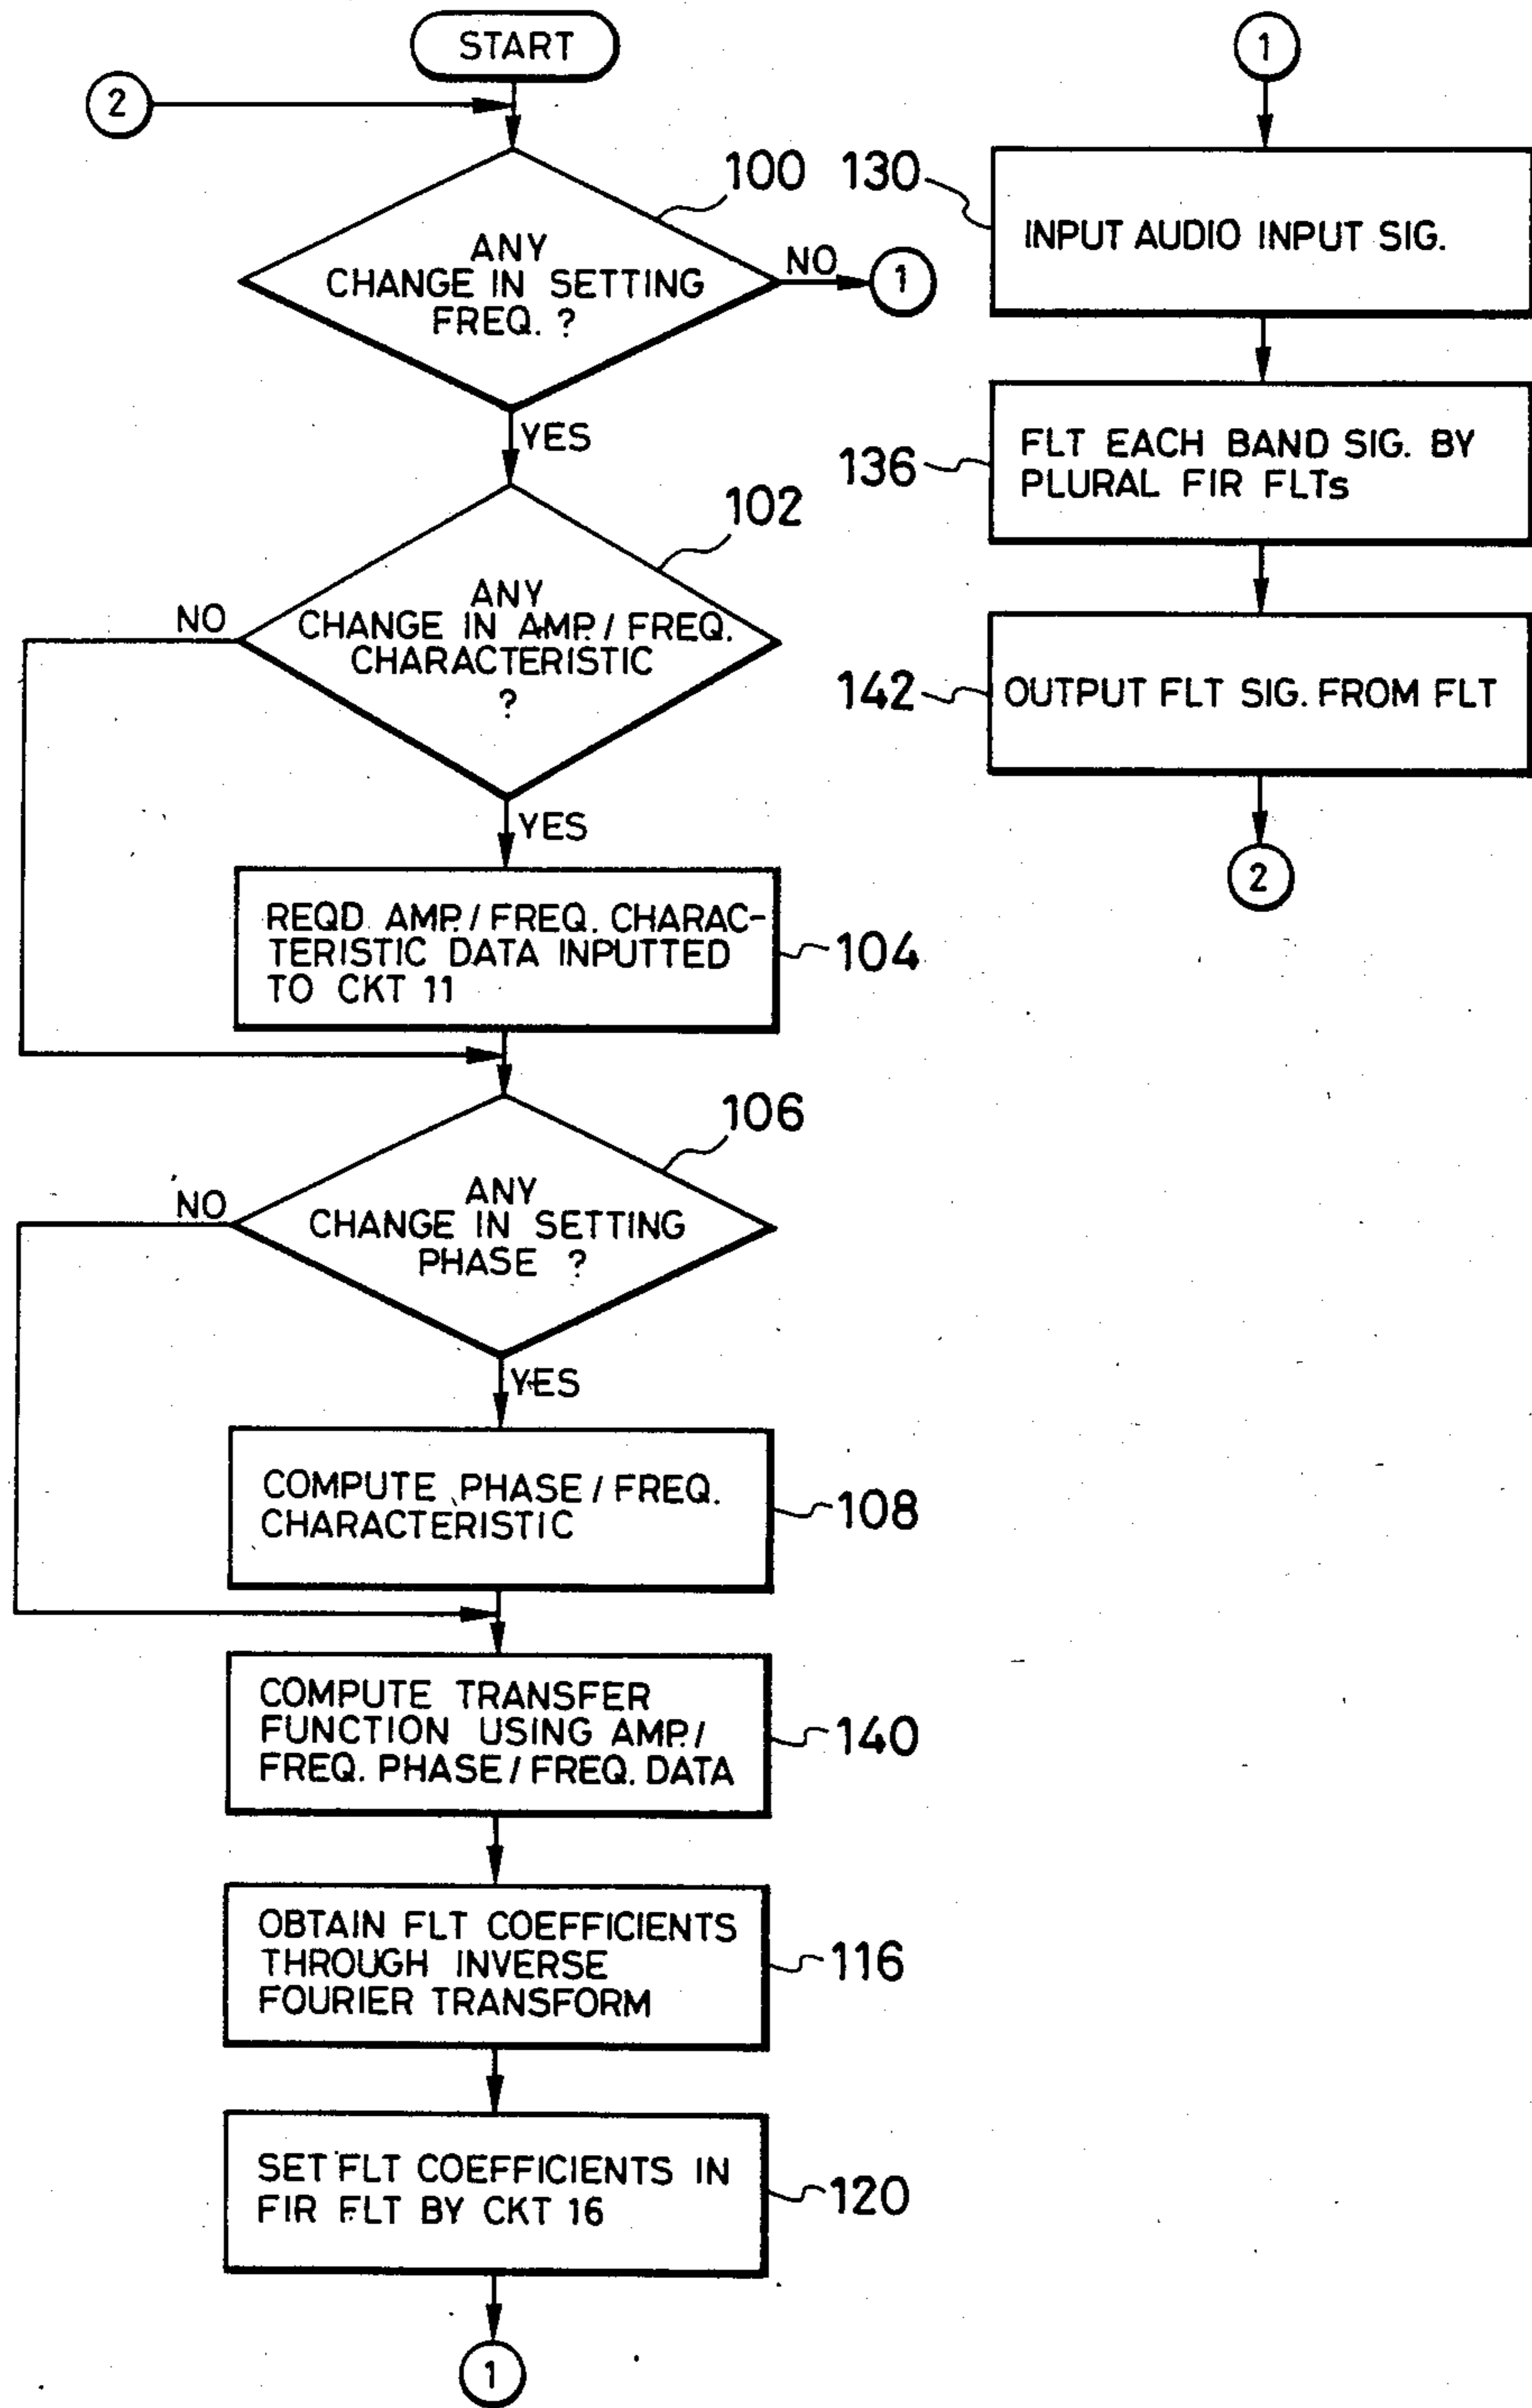 START
2
100
ANY
CHANGE IN SETTING
FREQ. ?
NO
1
YES
102
ANY
CHANGE IN AMP. / FREQ.
CHARACTERISTIC
?
NO
YES
REQD AMP. / FREQ. CHARAC-
TERISTIC DATA INPUTTED
TO CKT 11
104
106
ANY
CHANGE IN SETTING
PHASE ?
NO
YES
COMPUTE PHASE / FREQ.
CHARACTERISTIC
108
COMPUTE TRANSFER
FUNCTION USING AMP. /
FREQ. PHASE / FREQ. DATA
140
OBTAIN FLT COEFFICIENTS
THROUGH INVERSE
FOURIER TRANSFORM
116
SET FLT COEFFICIENTS IN
FIR FLT BY CKT 16
120
1
1
130
INPUT AUDIO INPUT SIG.
136
FLT EACH BAND SIG. BY
PLURAL FIR FLTs
142
OUTPUT FLT SIG. FROM FLT
2